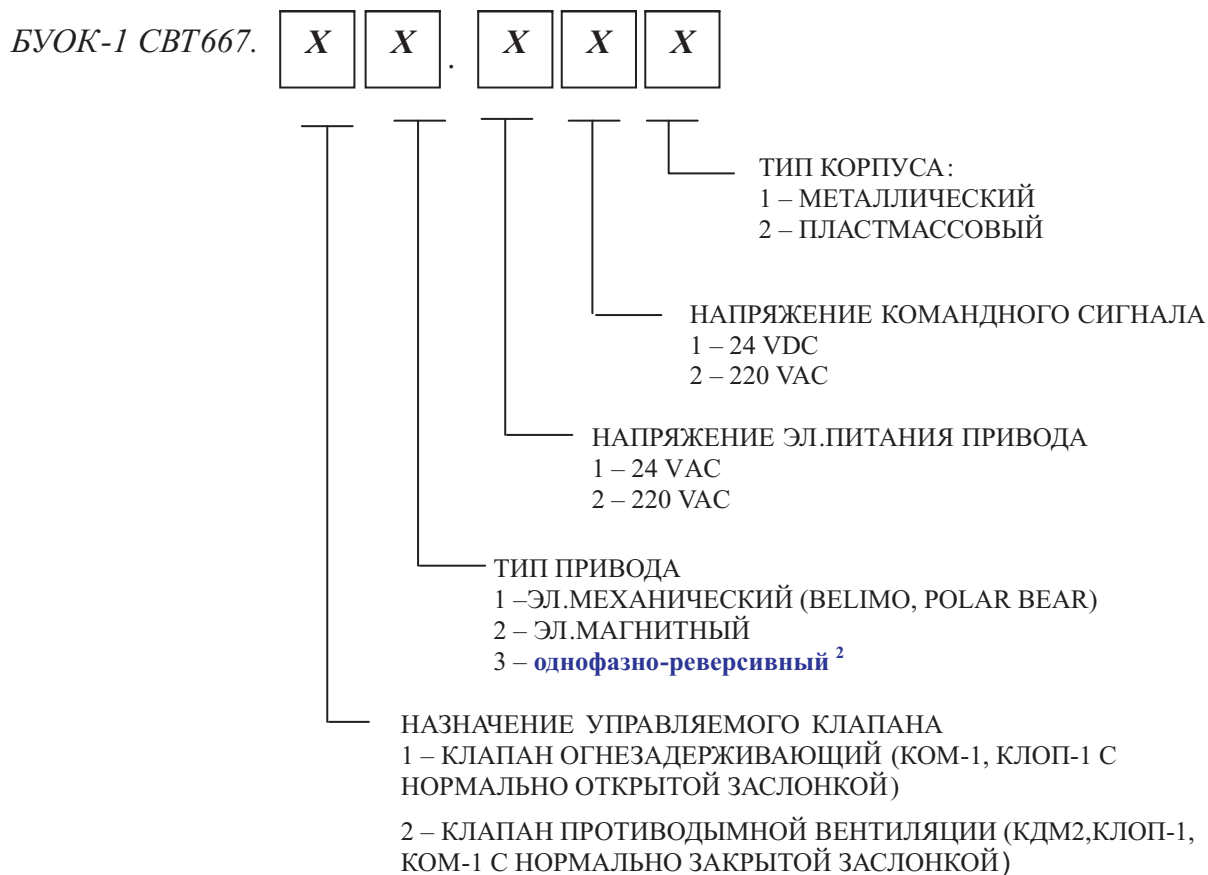 БУОК-1 СВТ667. X X . X X X
ТИП КОРПУСА:
1 – МЕТАЛЛИЧЕСКИЙ
2 – ПЛАСТМАССОВЫЙ
НАПРЯЖЕНИЕ КОМАНДНОГО СИГНАЛА
1 – 24 VDC
2 – 220 VAC
НАПРЯЖЕНИЕ ЭЛ.ПИТАНИЯ ПРИВОДА
1 – 24 VAC
2 – 220 VAC
ТИП ПРИВОДА
1 –ЭЛ.МЕХАНИЧЕСКИЙ (BELIMO, POLAR BEAR)
2 – ЭЛ.МАГНИТНЫЙ
3 – однофазно-реверсивный ²
НАЗНАЧЕНИЕ УПРАВЛЯЕМОГО КЛАПАНА
1 – КЛАПАН ОГНЕЗАДЕРЖИВАЮЩИЙ (КОМ-1, КЛОП-1 С
НОРМАЛЬНО ОТКРЫТОЙ ЗАСЛОНКОЙ)
2 – КЛАПАН ПРОТИВОДЫМНОЙ ВЕНТИЛЯЦИИ (КДМ2,КЛОП-1,
КОМ-1 С НОРМАЛЬНО ЗАКРЫТОЙ ЗАСЛОНКОЙ)